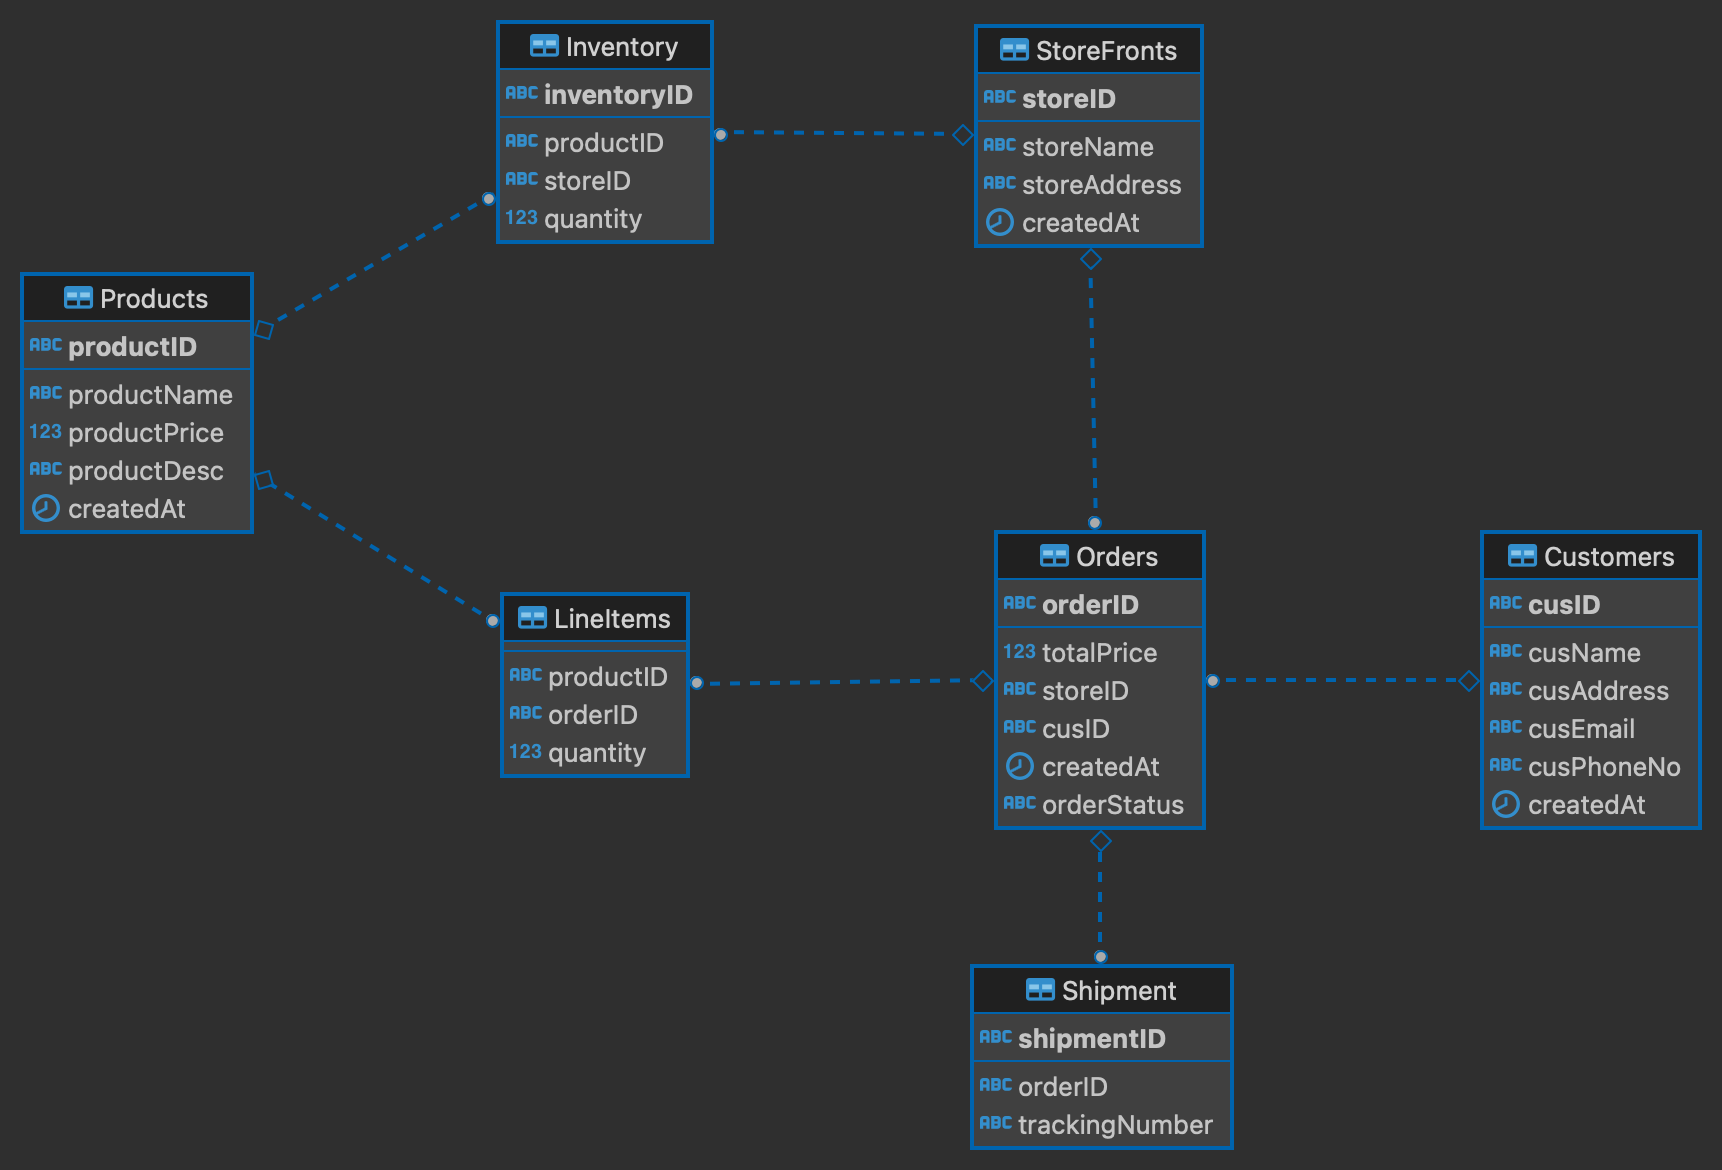 Inventory
ABC inventoryID
ABC productID
ABC storeID
123 quantity
StoreFronts
ABC storeID
ABC storeName
ABC storeAddress
createdAt
Products
ABC productID
ABC productName
123 productPrice
ABC productDesc
createdAt
LineItems
ABC productID
ABC orderID
123 quantity
Orders
ABC orderID
123 totalPrice
ABC storeID
ABC cusID
createdAt
ABC orderStatus
Customers
ABC cusID
ABC cusName
ABC cusAddress
ABC cusEmail
ABC cusPhoneNo
createdAt
Shipment
ABC shipmentID
ABC orderID
ABC trackingNumber